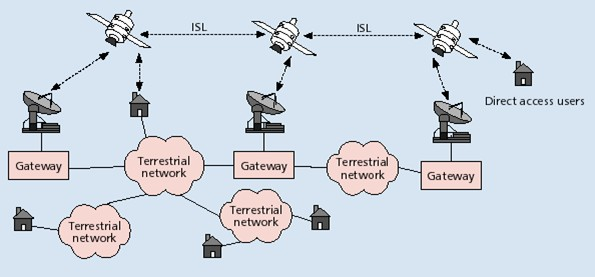 ISL
ISL
Direct access users
Gateway
Terrestrial
network
Gateway
Terrestrial
network
Gateway
Terrestrial
network
Terrestrial
network